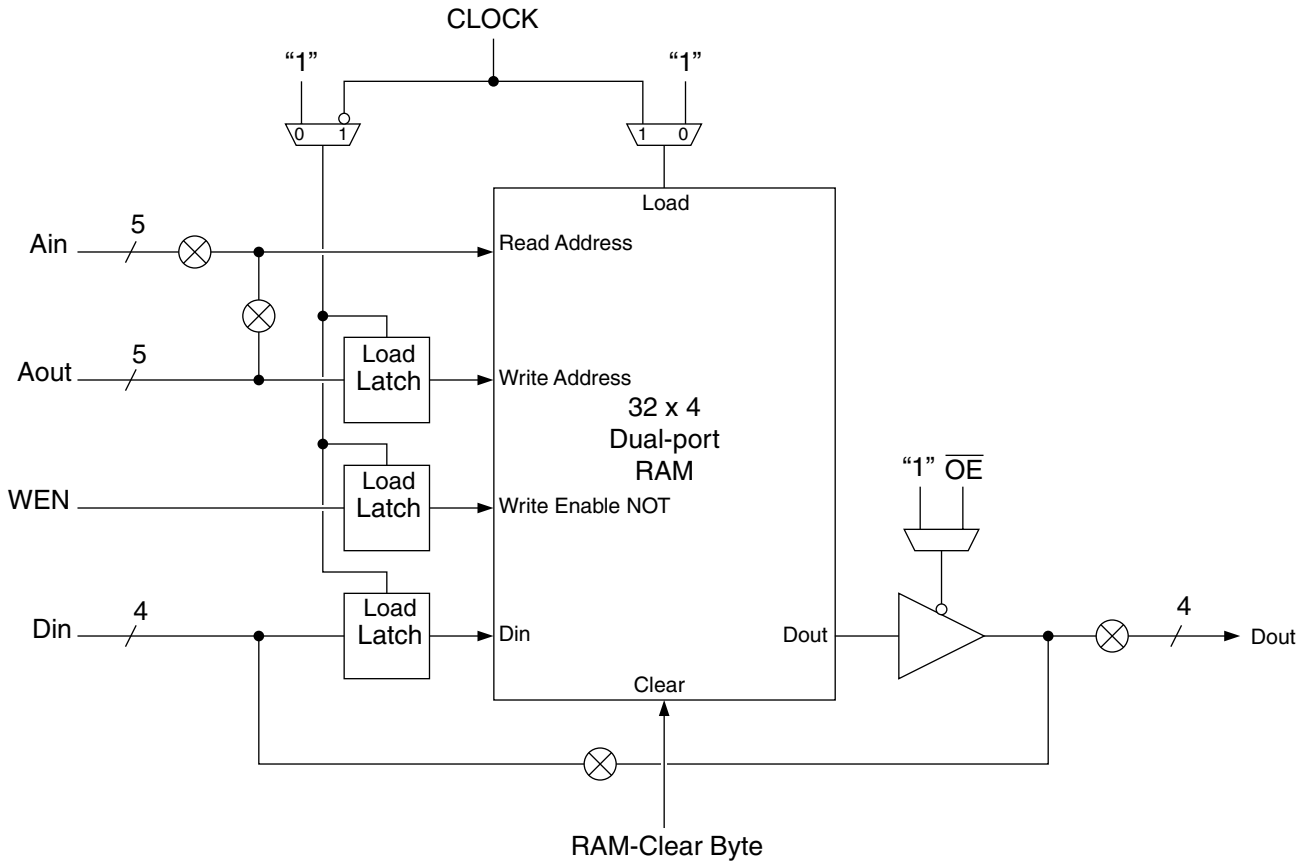 CLOCK
“1”
“1”
0 1
1 0
Load
5
Ain
Read Address
5
Aout
Load
Latch
Write Address
32 x 4
Dual-port
RAM
WEN
Load
Latch
Write Enable NOT
“1” OE
4
Din
Load
Latch
Din
Dout
4
Dout
Clear
RAM-Clear Byte